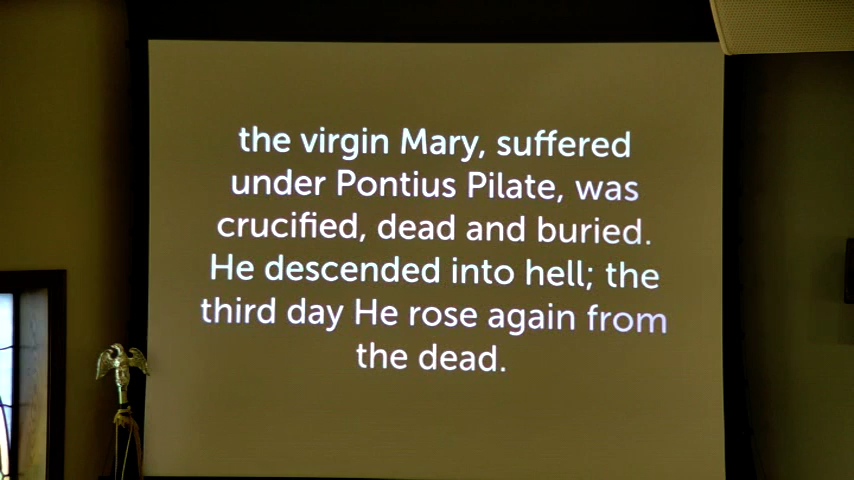 the virgin Mary, suffered
under Pontius Pilate, was
crucified, dead and buried.
He descended into hell; the
third day He rose again from
the dead.